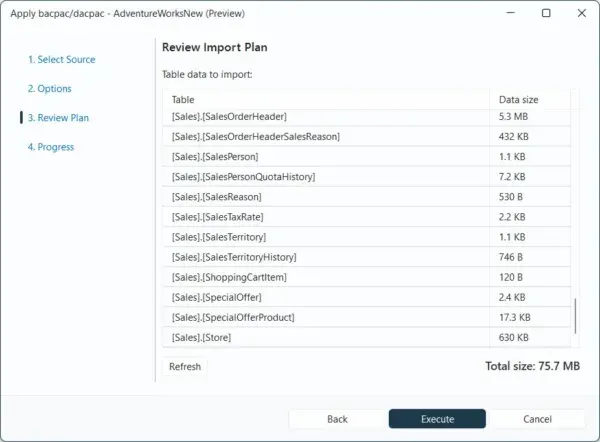 Apply bacpac/dacpac - AdventureWorksNew (Preview)
1. Select Source
2. Options
3. Review Plan
4. Progress
Review Import Plan
Table data to import:
Table Data size
[Sales].[SalesOrderHeader] 5.3 MB
[Sales].[SalesOrderHeaderSalesReason] 432 KB
[Sales].[SalesPerson] 1.1 KB
[Sales].[SalesPersonQuotaHistory] 7.2 KB
[Sales].[SalesReason] 530 B
[Sales].[SalesTaxRate] 2.2 KB
[Sales].[SalesTerritory] 1.1 KB
[Sales].[SalesTerritoryHistory] 746 B
[Sales].[ShoppingCartItem] 120 B
[Sales].[SpecialOffer] 2.4 KB
[Sales].[SpecialOfferProduct] 17.3 KB
[Sales].[Store] 630 KB
Refresh Total size: 75.7 MB
Back Execute Cancel